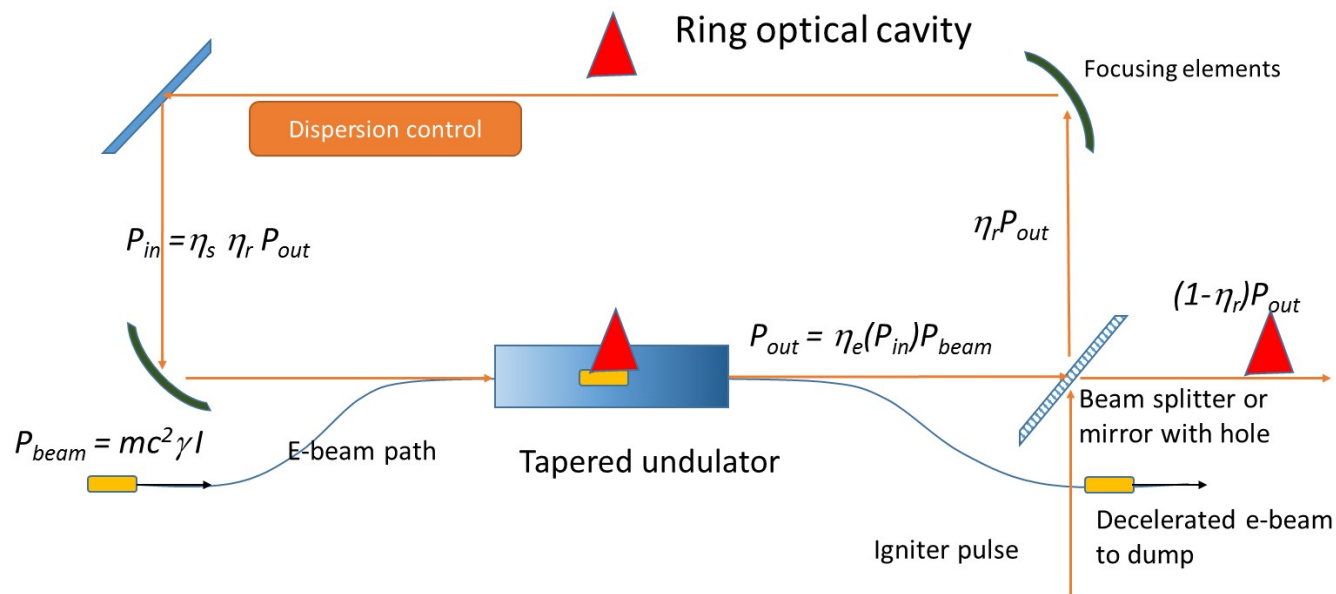 Ring optical cavity
Focusing elements
Dispersion control
P_in = η_s η_r P_out
η_r P_out
(1-η_r)P_out
P_out = η_e(P_in)P_beam
Beam splitter or
mirror with hole
P_beam = mc²γI
E-beam path
Tapered undulator
Decelerated e-beam
to dump
Igniter pulse